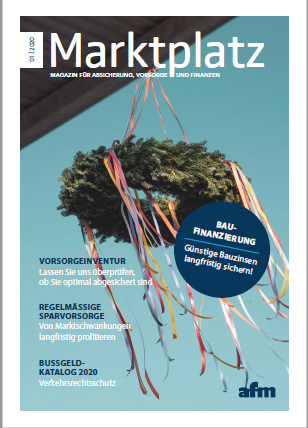 01 | 2020
Marktplatz
MAGAZIN FÜR ABSICHERUNG, VORSORGE UND FINANZEN
BAU-
FINANZIERUNG
Günstige Bauzinsen
langfristig sichern!
VORSORGEINVENTUR
Lassen Sie uns überprüfen,
ob Sie optimal abgesichert sind
REGELMÄSSIGE
SPARVORSORGE
Von Marktschwankungen
langfristig profitieren
BUSSGELD-
KATALOG 2020
Verkehrsrechtsschutz
afm